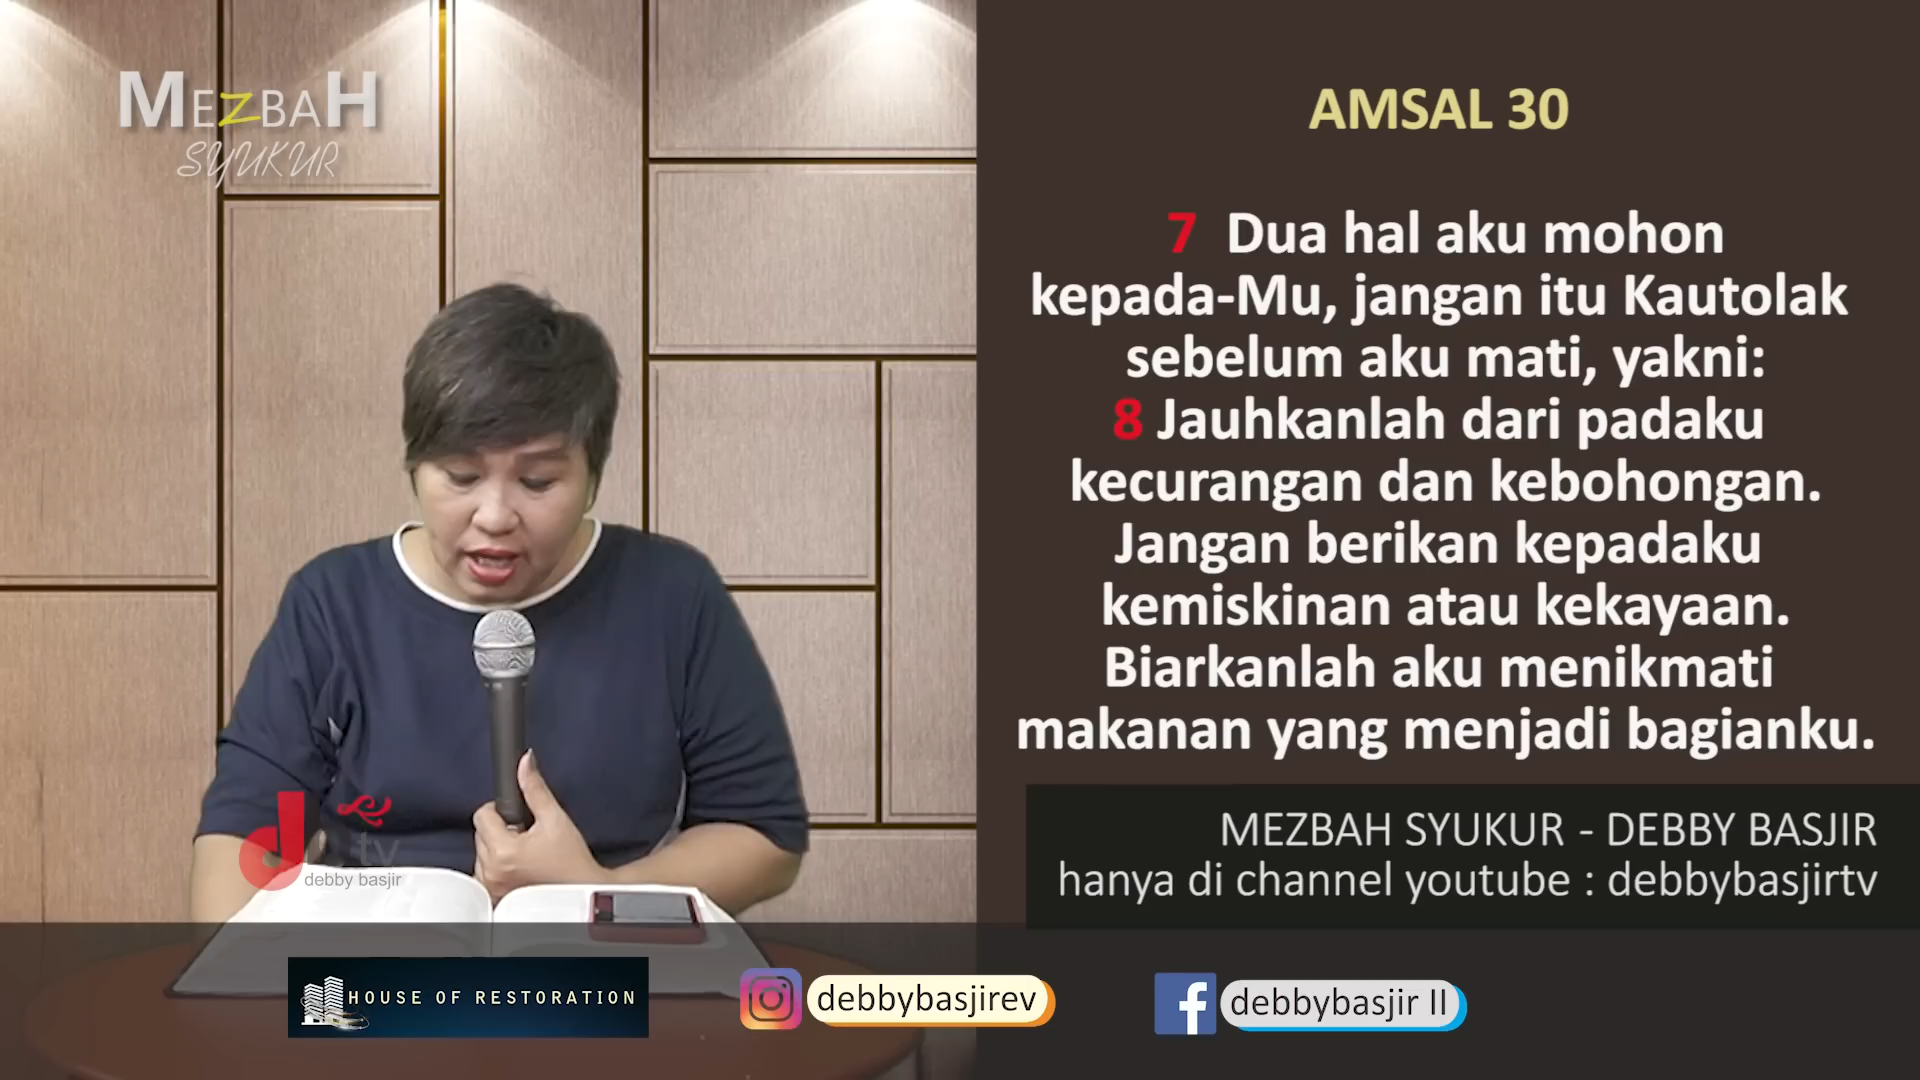 MEZBAH
SYUKUR
AMSAL 30
7 Dua hal aku mohon
kepada-Mu, jangan itu Kautolak
sebelum aku mati, yakni:
8 Jauhkanlah dari padaku
kecurangan dan kebohongan.
Jangan berikan kepadaku
kemiskinan atau kekayaan.
Biarkanlah aku menikmati
makanan yang menjadi bagianku.
MEZBAH SYUKUR - DEBBY BASJIR
hanya di channel youtube : debbybasjirtv
tv
debby basjir
HOUSE OF RESTORATION
debbybasjirev
debbybasjir II